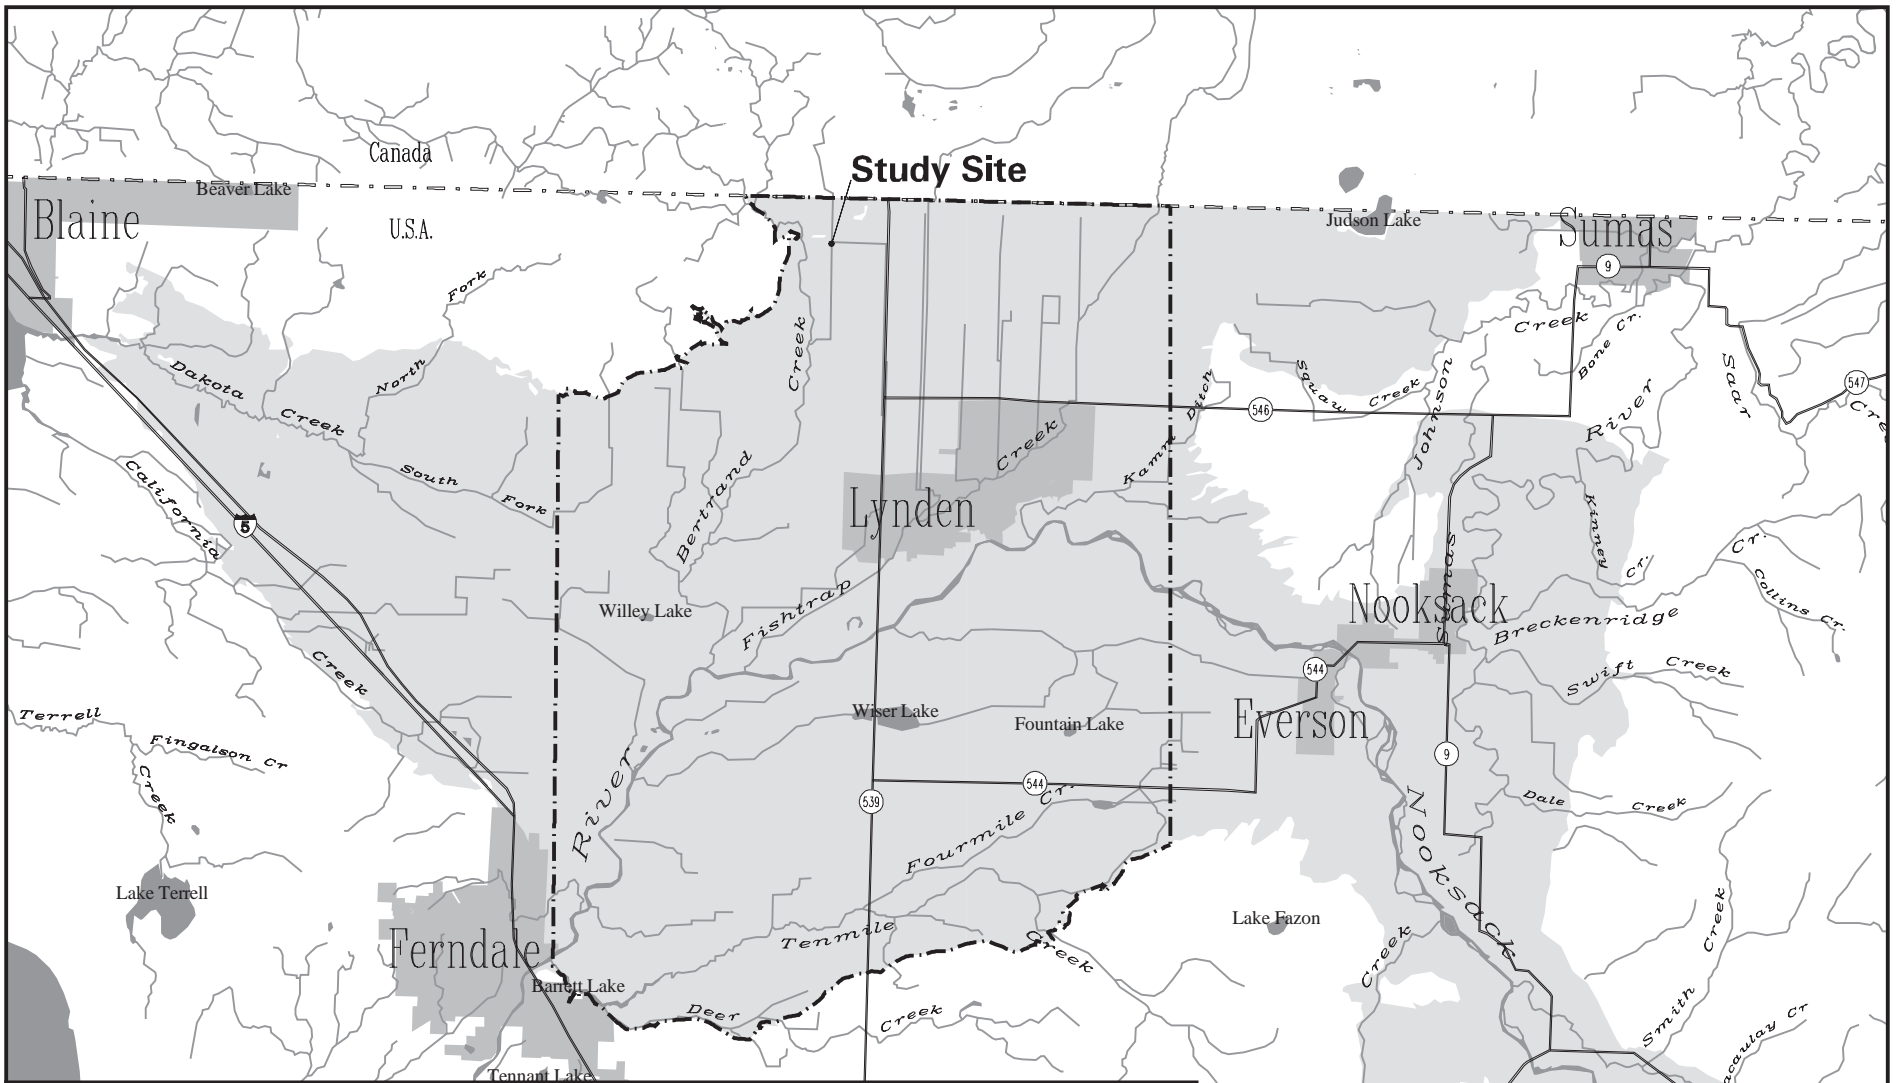 Canada
Study Site
Beaver Lake
Blaine
U.S.A.
Judson Lake
Sumas
9
Fork
Creek
Creek
Bone Cr.
North
Dakota
Creek
Squaw
Creek
Johnson
Saar
547
Cre
Ditch
546
River
Creek
Kamm
South
Fork
California
5
Bertrand
Lynden
Kinney
Cr.
Cr.
Collins Cr.
Sumas
Nooksack
Willey Lake
Fishtrap
Breckenridge
Creek
544
Swift Creek
Terrell
Wiser Lake
Fountain Lake
Everson
Fingalson Cr
9
Creek
River
544
539
Cr.
Fourmile
Dale Creek
Nooksack
Lake Terrell
Lake Fazon
Creek
Tenmile
Creek
Creek
Ferndale
Barrett Lake
Deer
Creek
Smith
acaulay Cr
Tennant Lake